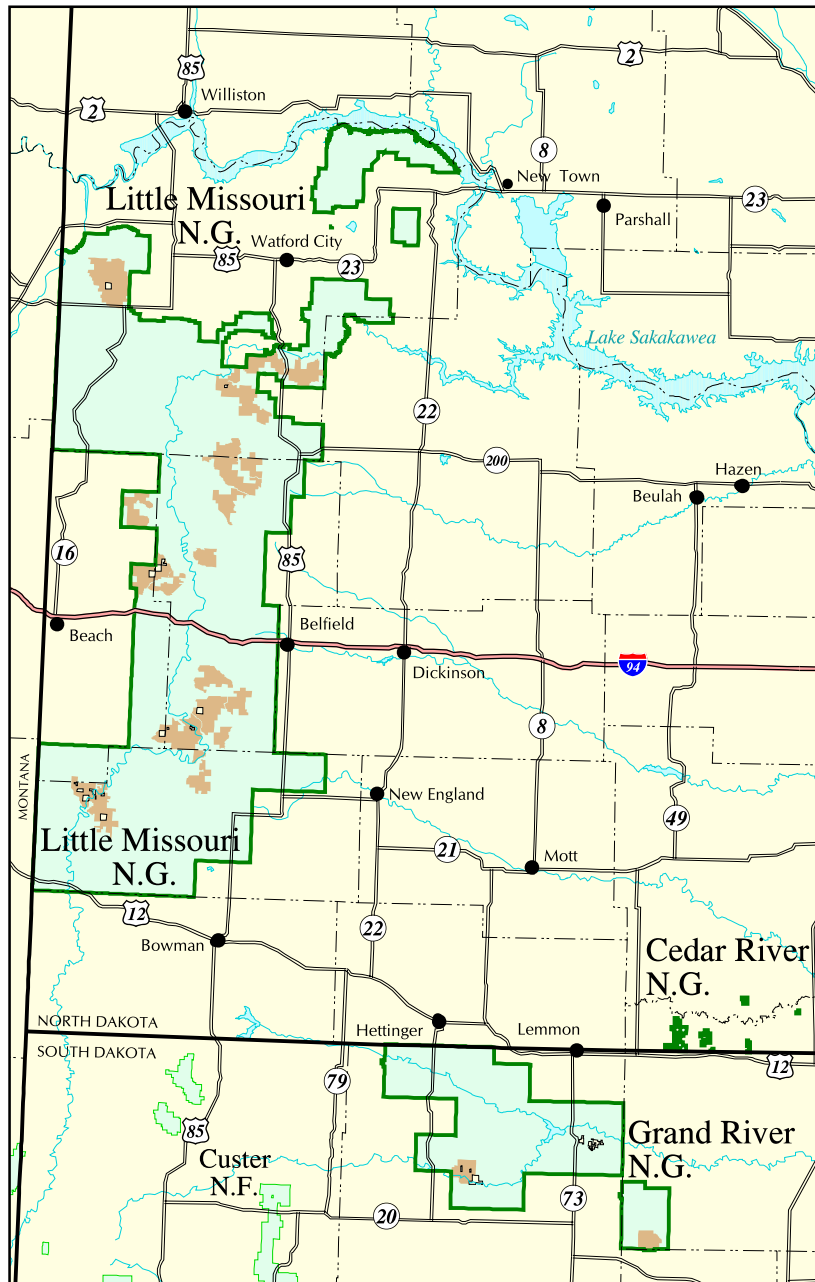 2
85
Williston
2
8
New Town
Little Missouri
N.G.
23
Parshall
Watford City
85
23
Lake Sakakawea
22
200
Hazen
Beulah
16
85
Beach
Belfield
94
Dickinson
8
MONTANA
New England
49
Little Missouri
N.G.
21
Mott
12
22
Bowman
Cedar River
N.G.
NORTH DAKOTA
Hettinger
Lemmon
SOUTH DAKOTA
12
79
85
Grand River
N.G.
Custer
N.F.
20
73